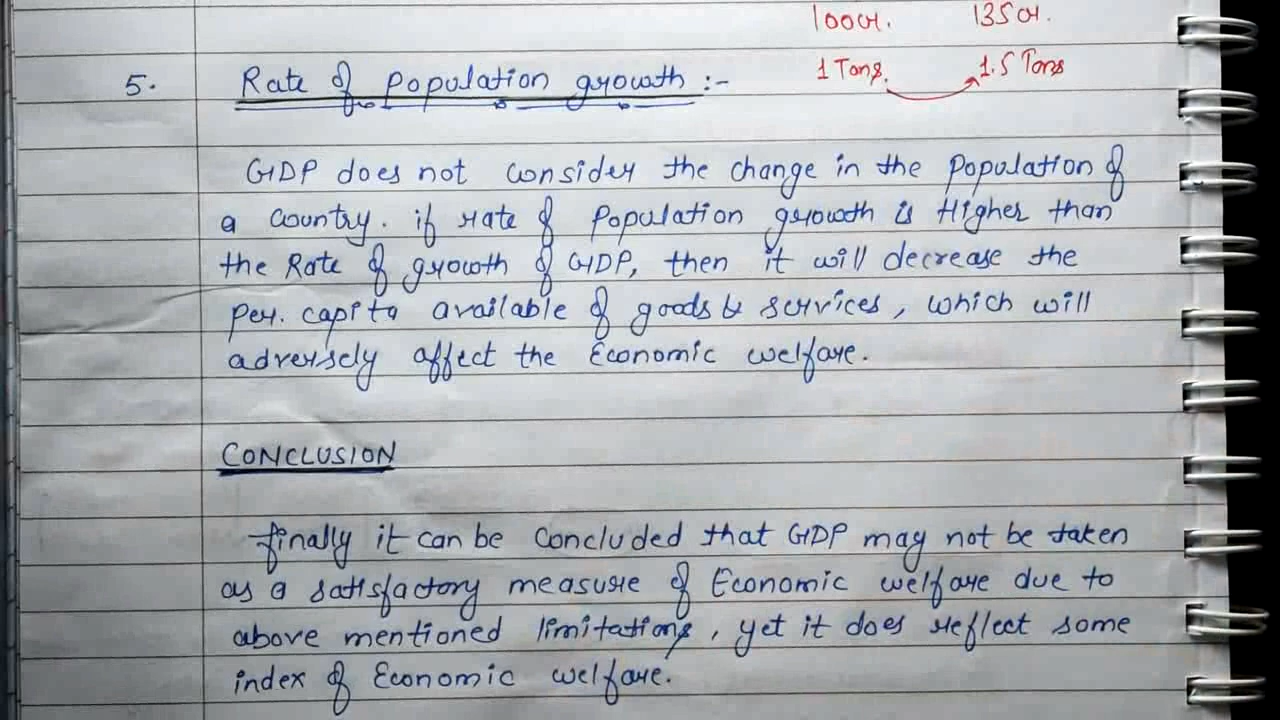 100cr. 135cr.
1 Tons. 1.5 Tons
5. Rate of Population growth :-
GDP does not consider the change in the Population of
a country. if rate of Population growth is Higher than
the Rate of growth of GDP, then it will decrease the
per. capita available of goods & services, which will
adversely affect the Economic welfare.
CONCLUSION
finally it can be concluded that GDP may not be taken
as a satisfactory measure of Economic welfare due to
above mentioned limitations, yet it does reflect some
index of Economic welfare.